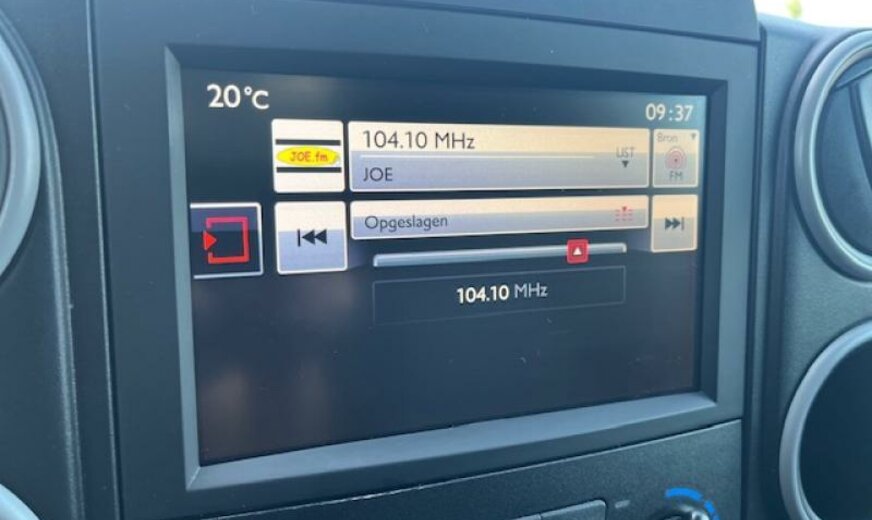 20°C
09:37
JOE.fm
104.10 MHz
LIST
Bron
JOE
FM
Opgeslagen
104.10 MHz